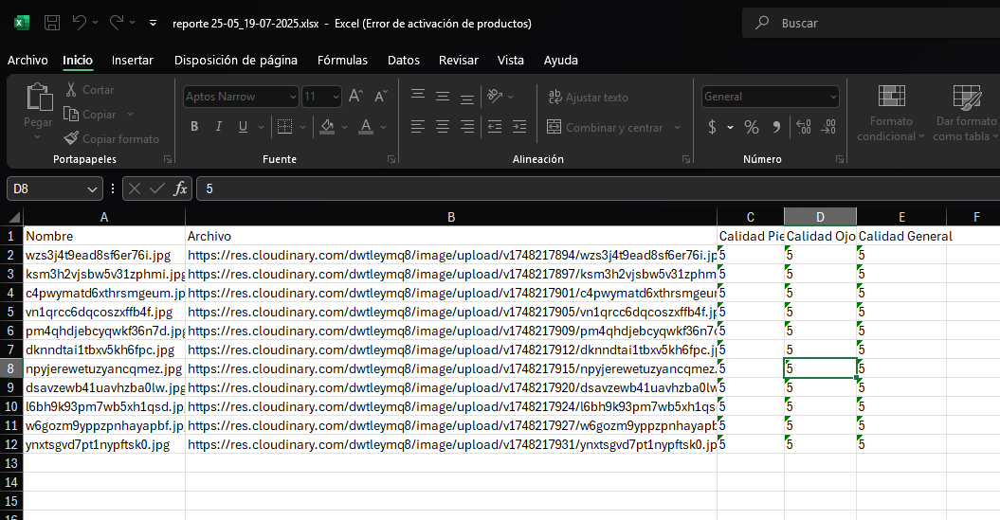 reporte 25-05_19-07-2025.xlsx - Excel (Error de activación de productos)
Buscar
Archivo Inicio Insertar Disposición de página Fórmulas Datos Revisar Vista Ayuda
Pegar
Cortar
Copiar
Copiar formato
Portapapeles
Aptos Narrow 11
N K S
Fuente
Ajustar texto
Combinar y centrar
Alineación
General
$ % 000
Número
Formato condicional
Dar formato como tabla
D8 fx 5
A B C D E F
1 Nombre Archivo Calidad Pie Calidad Ojo Calidad General
2 wzs3j4t9ead8sf6er76i.jpg https://res.cloudinary.com/dwtleymq8/image/upload/v1748217894/wzs3j4t9ead8sf6er76i.jp 5 5 5
3 ksm3h2vjsbw5v31zphmi.jpg https://res.cloudinary.com/dwtleymq8/image/upload/v1748217897/ksm3h2vjsbw5v31zphm 5 5 5
4 c4pwymatd6xthrsmgeum.jp https://res.cloudinary.com/dwtleymq8/image/upload/v1748217901/c4pwymatd6xthrsmgeur 5 5 5
5 vn1qrcc6dqcoszxffb4f.jpg https://res.cloudinary.com/dwtleymq8/image/upload/v1748217905/vn1qrcc6dqcoszxffb4f.jp 5 5 5
6 pm4qhdjebcyqwkf36n7d.jpg https://res.cloudinary.com/dwtleymq8/image/upload/v1748217909/pm4qhdjebcyqwkf36n7c 5 5 5
7 dknndtai1tbxv5kh6fpc.jpg https://res.cloudinary.com/dwtleymq8/image/upload/v1748217912/dknndtai1tbxv5kh6fpc.j 5 5 5
8 npyjerewetuzyancqmez.jpg https://res.cloudinary.com/dwtleymq8/image/upload/v1748217915/npyjerewetuzyancqmez. 5 5 5
9 dsavzewb41uavhzba0lw.jpg https://res.cloudinary.com/dwtleymq8/image/upload/v1748217920/dsavzewb41uavhzba0lw 5 5 5
10 l6bh9k93pm7wb5xh1qsd.jp https://res.cloudinary.com/dwtleymq8/image/upload/v1748217924/l6bh9k93pm7wb5xh1qs 5 5 5
11 w6gozm9yppzpnhayapbf.jpg https://res.cloudinary.com/dwtleymq8/image/upload/v1748217927/w6gozm9yppzpnhayapb 5 5 5
12 ynxtsgvd7pt1nypftsk0.jpg https://res.cloudinary.com/dwtleymq8/image/upload/v1748217931/ynxtsgvd7pt1nypftsk0.jp 5 5 5
13
14
15
16